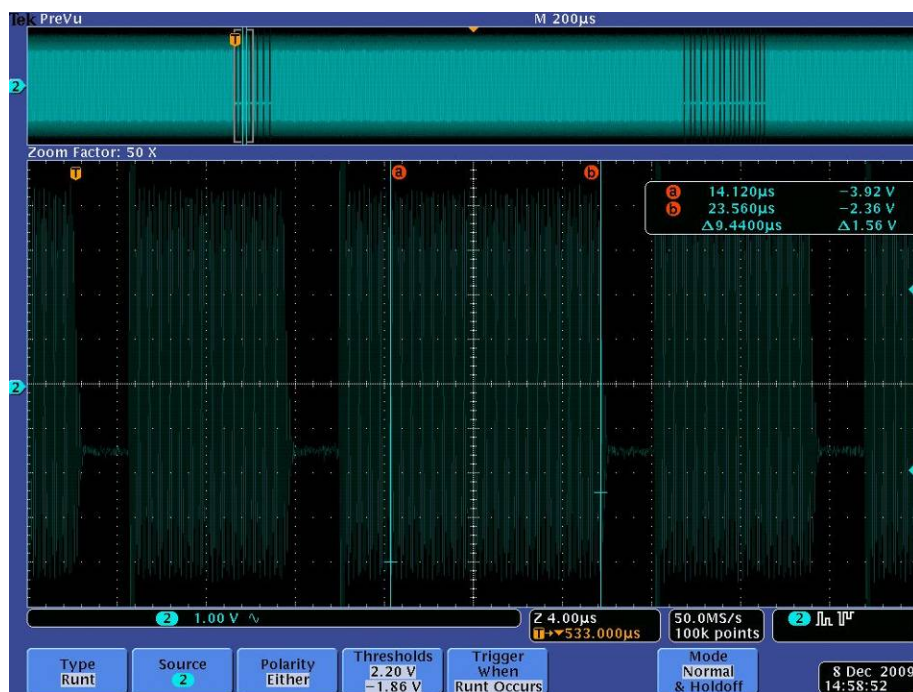 Tek PreVu M 200µs
T
2
Zoom Factor: 50 X
T a b
a 14.120µs −3.92 V
b 23.560µs −2.36 V
Δ9.4400µs Δ1.56 V
2
2 1.00 V ∿ Z 4.00µs 50.0MS/s 2
T→▾533.000µs 100k points
Type
Runt
Source
2
Polarity
Either
Thresholds
2.20 V
−1.86 V
Trigger
When
Runt Occurs
Mode
Normal
& Holdoff
8 Dec 2009
14:58:52